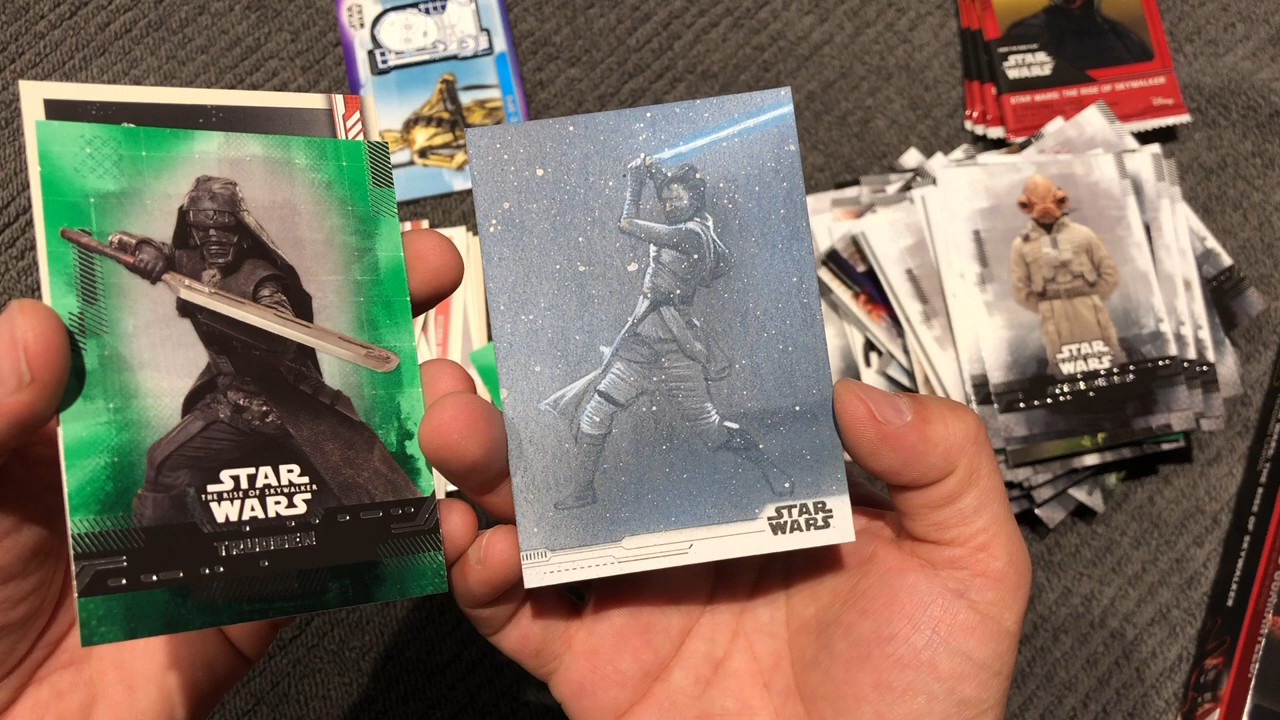 STAR
THE RISE OF SKYWALKER
WARS
TRUDGEN
STAR
WARS
STAR
WARS
STAR
WARS
STAR WARS: THE RISE OF SKYWALKER
Disney